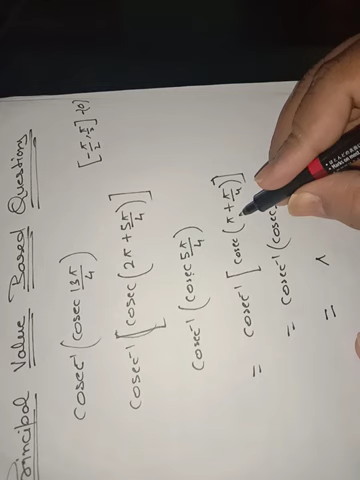 Principal Value Based Questions
cosec⁻¹(cosec 13π/4) [-π/2, π/2] - {0}
cosec⁻¹[cosec(2π + 5π/4)]
cosec⁻¹(cosec 5π/4)
= cosec⁻¹[cosec(π + π/4)]
= cosec⁻¹(cosec
=